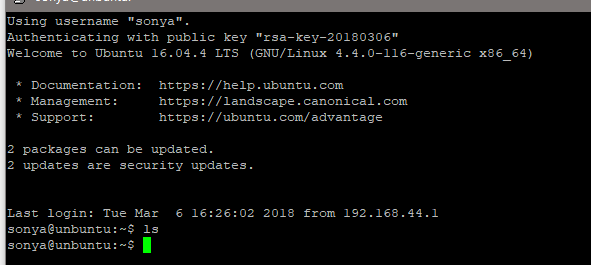 sonya@unbuntu: ~
Using username "sonya".
Authenticating with public key "rsa-key-20180306"
Welcome to Ubuntu 16.04.4 LTS (GNU/Linux 4.4.0-116-generic x86_64)
* Documentation:  https://help.ubuntu.com
* Management:     https://landscape.canonical.com
* Support:        https://ubuntu.com/advantage
2 packages can be updated.
2 updates are security updates.
Last login: Tue Mar  6 16:26:02 2018 from 192.168.44.1
sonya@unbuntu:~$ ls
sonya@unbuntu:~$